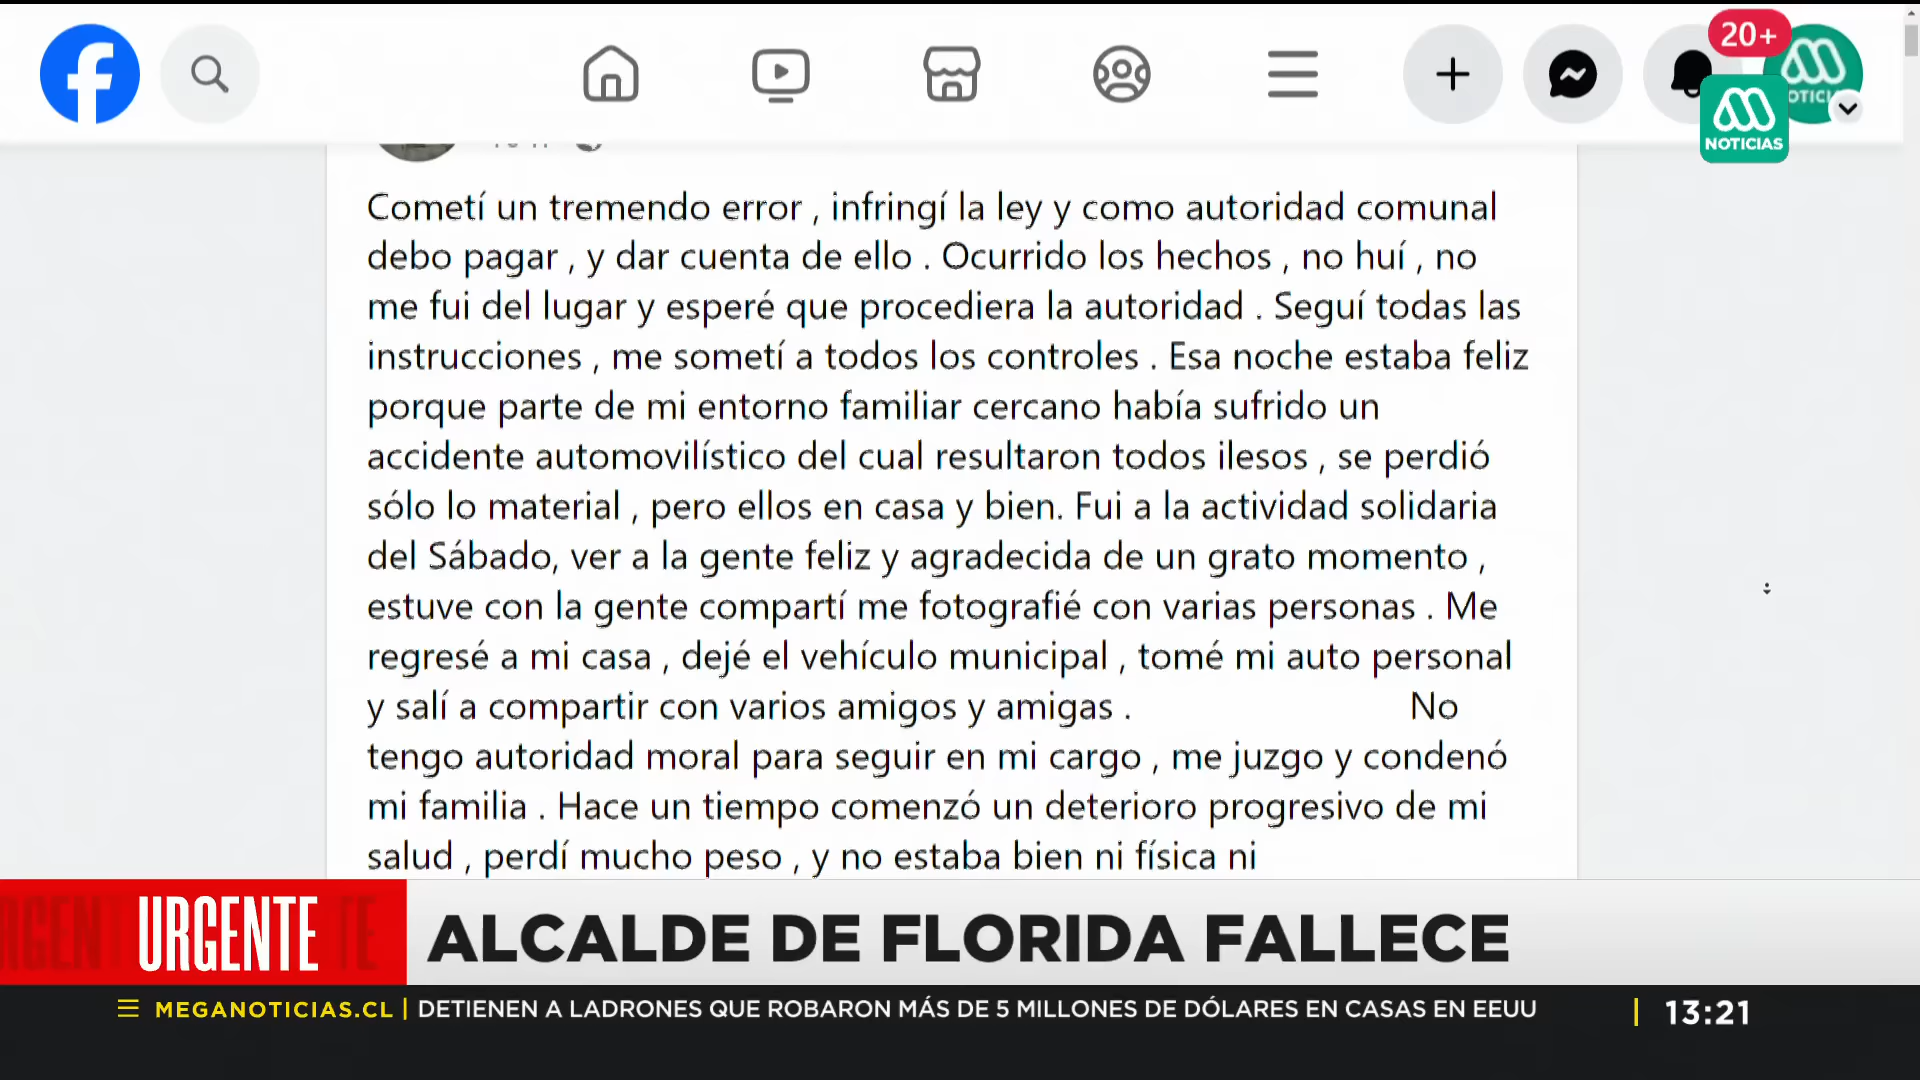 20+
NOTICIAS
Cometí un tremendo error , infringí la ley y como autoridad comunal
debo pagar , y dar cuenta de ello . Ocurrido los hechos , no huí , no
me fui del lugar y esperé que procediera la autoridad . Seguí todas las
instrucciones , me sometí a todos los controles . Esa noche estaba feliz
porque parte de mi entorno familiar cercano había sufrido un
accidente automovilístico del cual resultaron todos ilesos , se perdió
sólo lo material , pero ellos en casa y bien. Fui a la actividad solidaria
del Sábado, ver a la gente feliz y agradecida de un grato momento ,
estuve con la gente compartí me fotografié con varias personas . Me
regresé a mi casa , dejé el vehículo municipal , tomé mi auto personal
y salí a compartir con varios amigos y amigas . No
tengo autoridad moral para seguir en mi cargo , me juzgo y condenó
mi familia . Hace un tiempo comenzó un deterioro progresivo de mi
salud , perdí mucho peso , y no estaba bien ni física ni
URGENTE
ALCALDE DE FLORIDA FALLECE
MEGANOTICIAS.CL | DETIENEN A LADRONES QUE ROBARON MÁS DE 5 MILLONES DE DÓLARES EN CASAS EN EEUU | 13:21